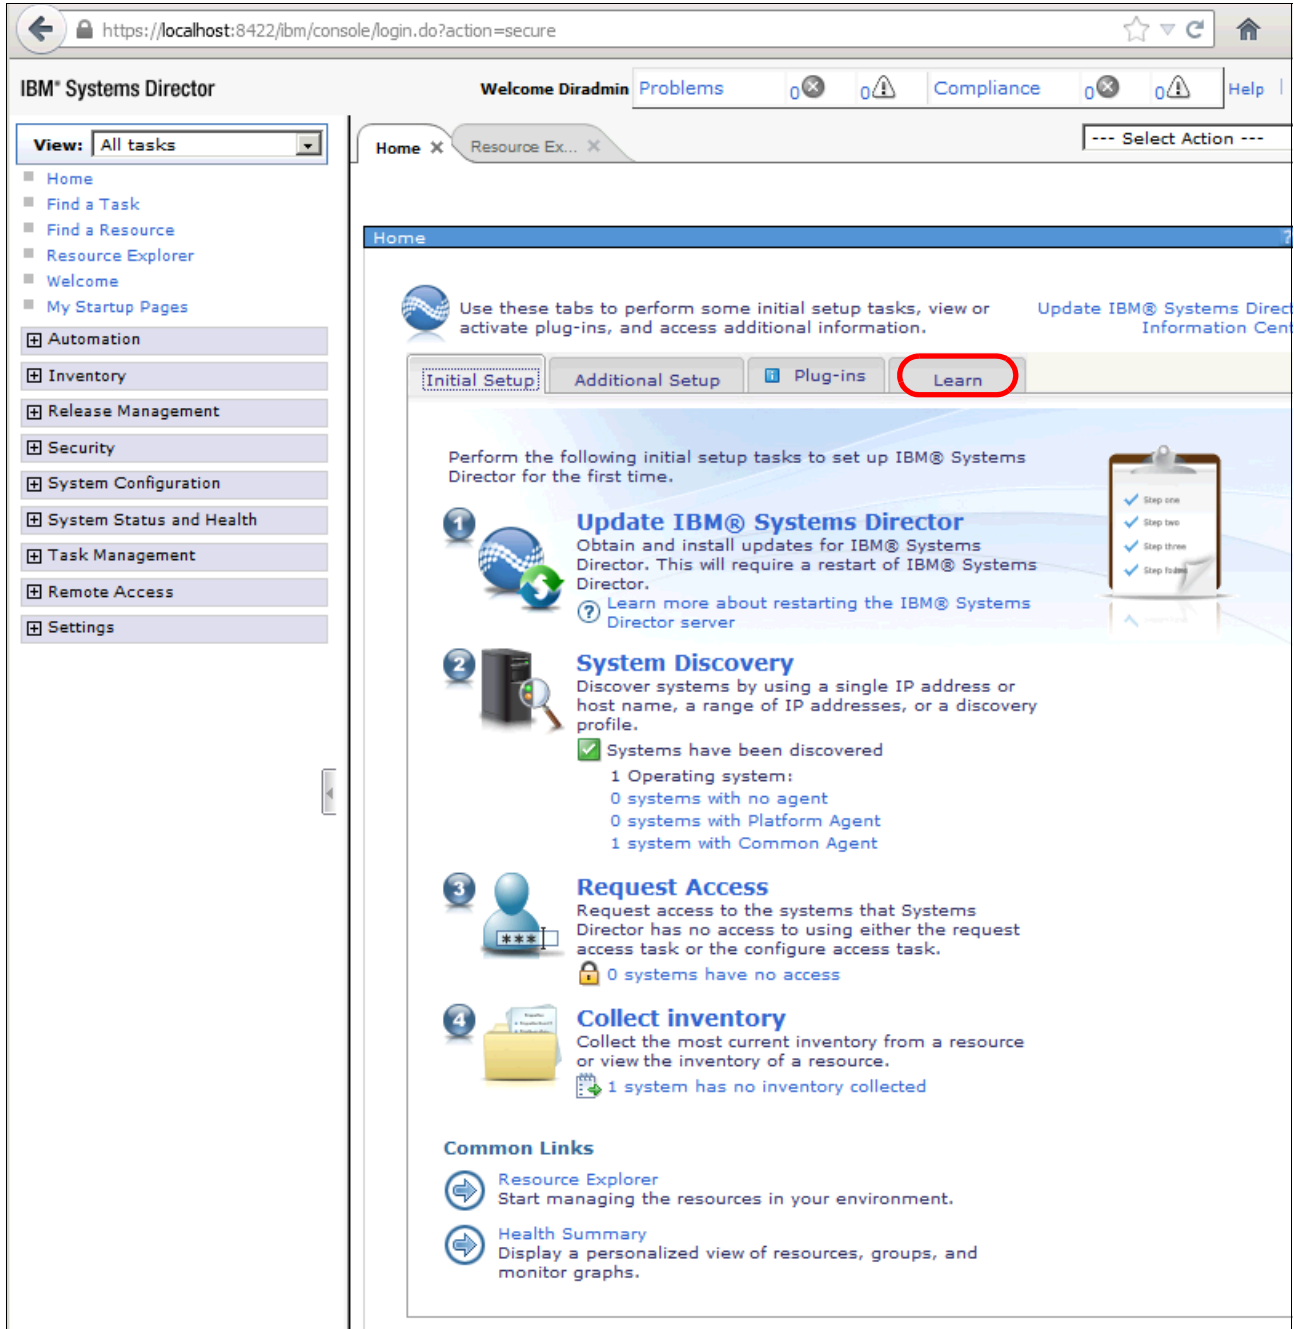 https://localhost:8422/ibm/console/login.do?action=secure
IBM® Systems Director
Welcome Diradmin Problems 0 0 Compliance 0 0 Help
View: All tasks
Home
Find a Task
Find a Resource
Resource Explorer
Welcome
My Startup Pages
Automation
Inventory
Release Management
Security
System Configuration
System Status and Health
Task Management
Remote Access
Settings
Home Resource Ex...
--- Select Action ---
Home
Use these tabs to perform some initial setup tasks, view or
activate plug-ins, and access additional information.
Update IBM® Systems Direct
Information Cent
Initial Setup Additional Setup Plug-ins Learn
Perform the following initial setup tasks to set up IBM® Systems
Director for the first time.
Step one
Step two
Step three
1 Update IBM® Systems Director
Obtain and install updates for IBM® Systems
Director. This will require a restart of IBM® Systems
Director.
Learn more about restarting the IBM® Systems
Director server
2 System Discovery
Discover systems by using a single IP address or
host name, a range of IP addresses, or a discovery
profile.
Systems have been discovered
1 Operating system:
0 systems with no agent
0 systems with Platform Agent
1 system with Common Agent
3 Request Access
Request access to the systems that Systems
Director has no access to using either the request
access task or the configure access task.
0 systems have no access
4 Collect inventory
Collect the most current inventory from a resource
or view the inventory of a resource.
1 system has no inventory collected
Common Links
Resource Explorer
Start managing the resources in your environment.
Health Summary
Display a personalized view of resources, groups, and
monitor graphs.